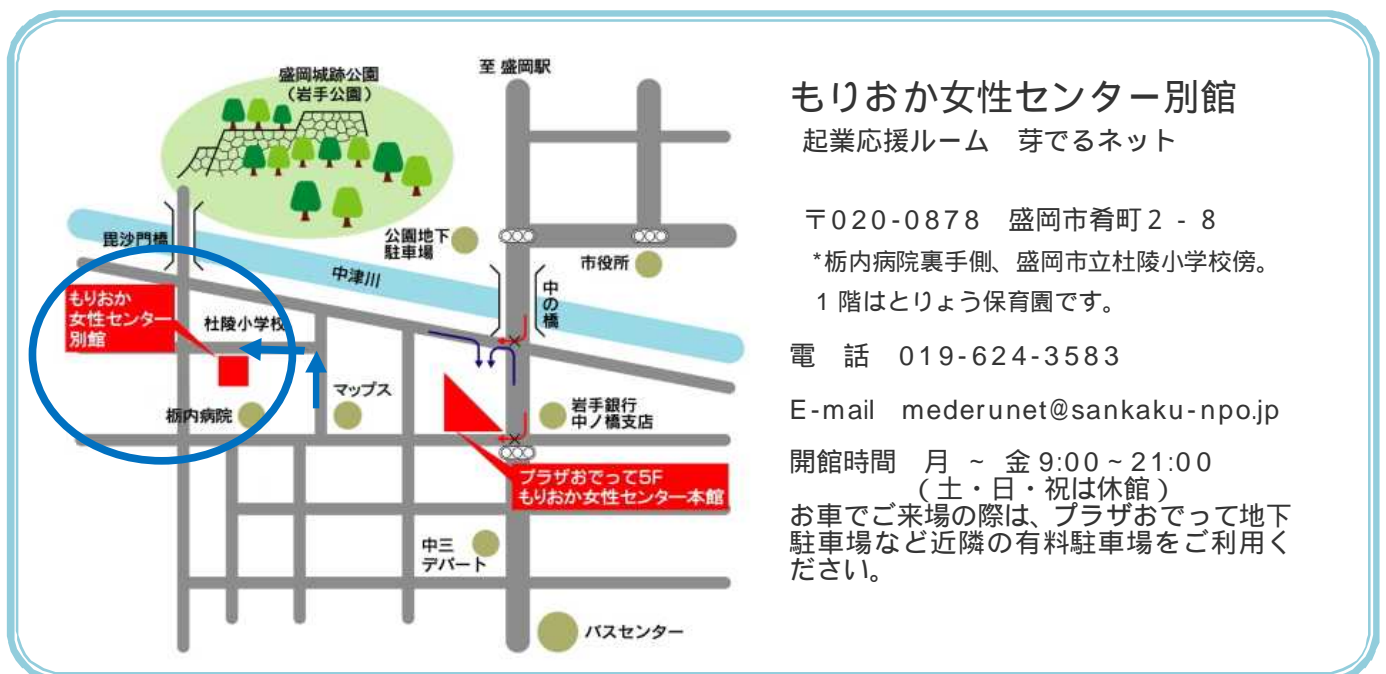 盛岡城跡公園
（岩手公園）
至 盛岡駅
毘沙門橋
公園地下
駐車場
市役所
中津川
中の橋
もりおか
女性センター
別館
杜陵小学校
マップス
栃内病院
岩手銀行
中ノ橋支店
プラザおでって5F
もりおか女性センター本館
中三
デパート
バスセンター
もりおか女性センター別館
起業応援ルーム　芽でるネット
〒020-0878　盛岡市肴町２-８
*栃内病院裏手側、盛岡市立杜陵小学校傍。
１階はとりょう保育園です。
電　話　019-624-3583
E-mail　mederunet@sankaku-npo.jp
開館時間　月 ~ 金 9:00～21:00
（土・日・祝は休館）
お車でご来場の際は、プラザおでって地下
駐車場など近隣の有料駐車場をご利用く
ださい。